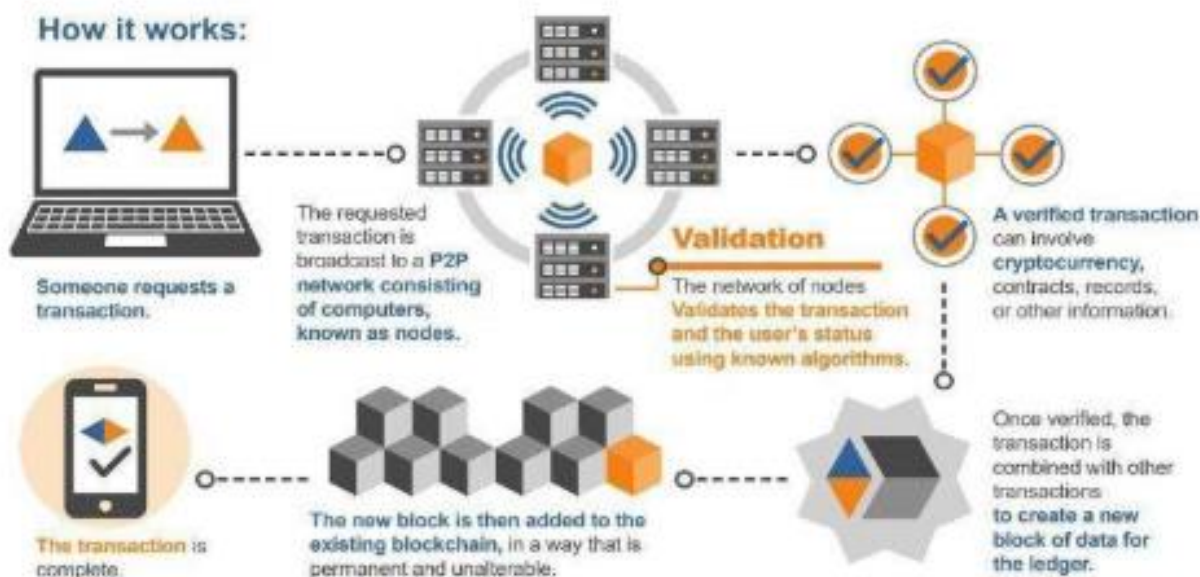 How it works:
Someone requests a
transaction.
The requested
transaction is
broadcast to a P2P
network consisting
of computers,
known as nodes.
Validation
The network of nodes
Validates the transaction
and the user's status
using known algorithms.
A verified transaction
can involve
cryptocurrency,
contracts, records,
or other information.
Once verified, the
transaction is
combined with other
transactions
to create a new
block of data for
the ledger.
The new block is then added to the
existing blockchain, in a way that is
permanent and unalterable.
The transaction is
complete.